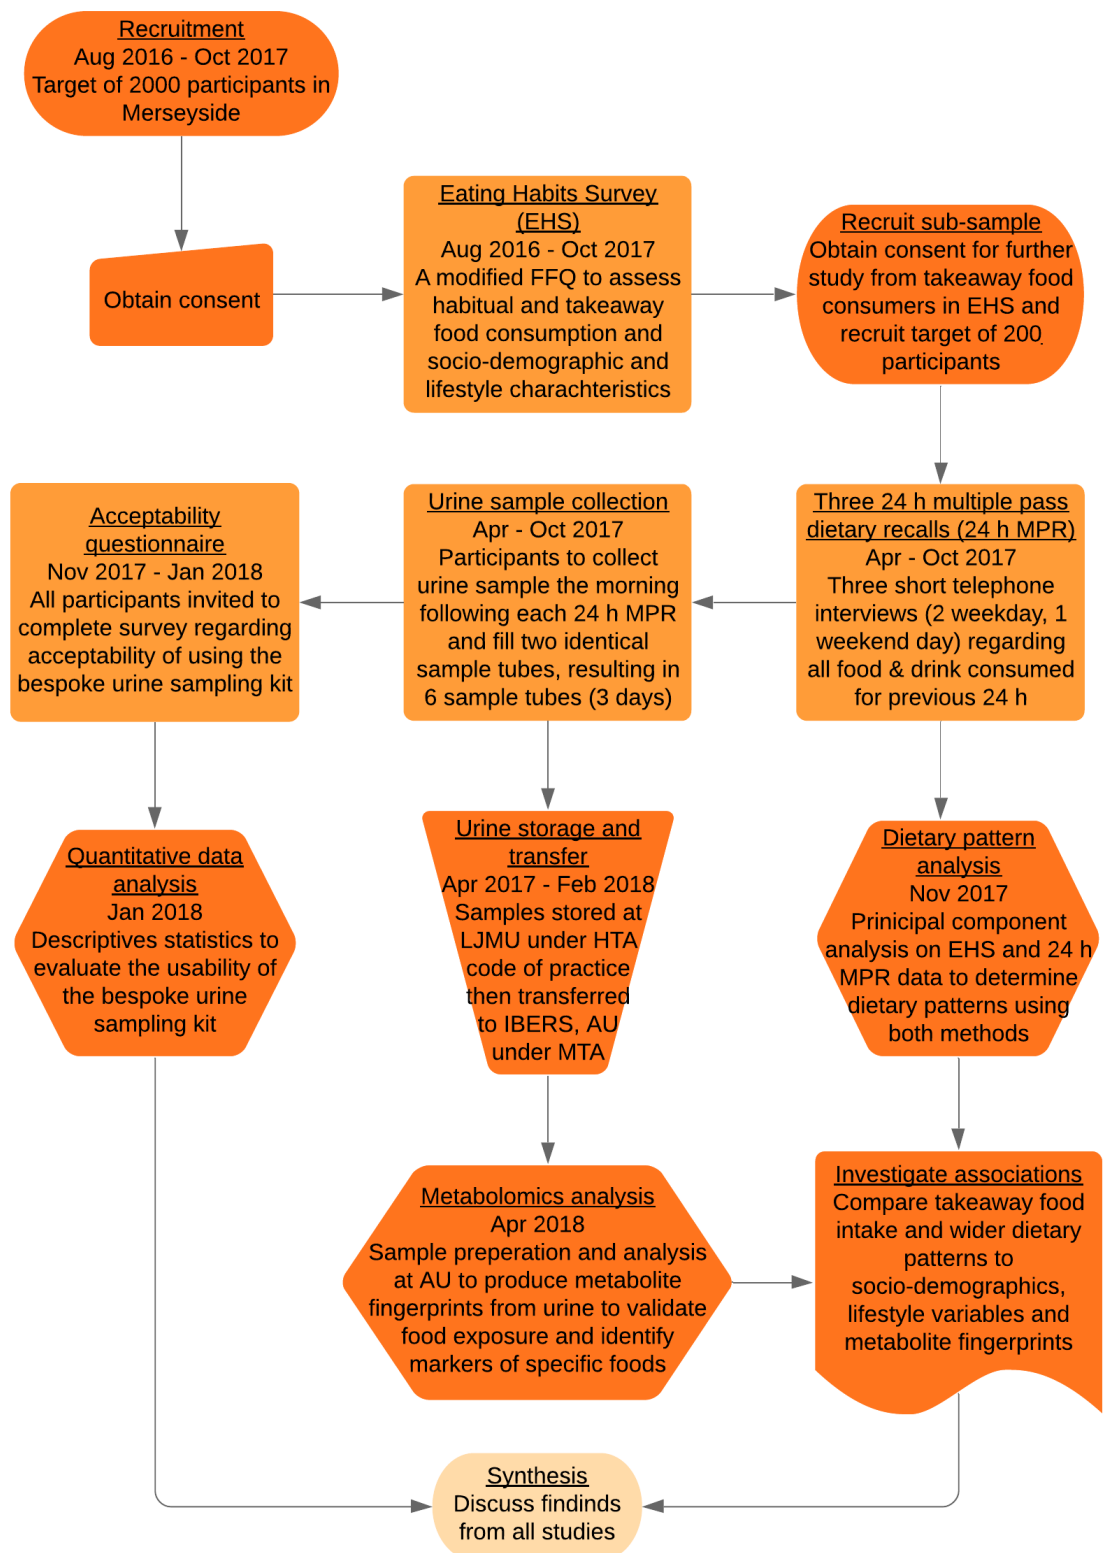 Recruitment
Aug 2016 - Oct 2017
Target of 2000 participants in
Merseyside
Obtain consent
Eating Habits Survey
(EHS)
Aug 2016 - Oct 2017
A modified FFQ to assess
habitual and takeaway
food consumption and
socio-demographic and
lifestyle charachteristics
Recruit sub-sample
Obtain consent for further
study from takeaway food
consumers in EHS and
recruit target of 200
participants
Three 24 h multiple pass
dietary recalls (24 h MPR)
Apr - Oct 2017
Three short telephone
interviews (2 weekday, 1
weekend day) regarding
all food & drink consumed
for previous 24 h
Urine sample collection
Apr - Oct 2017
Participants to collect
urine sample the morning
following each 24 h MPR
and fill two identical
sample tubes, resulting in
6 sample tubes (3 days)
Acceptability
questionnaire
Nov 2017 - Jan 2018
All participants invited to
complete survey regarding
acceptability of using the
bespoke urine sampling kit
Quantitative data
analysis
Jan 2018
Descriptives statistics to
evaluate the usability of
the bespoke urine
sampling kit
Urine storage and
transfer
Apr 2017 - Feb 2018
Samples stored at
LJMU under HTA
code of practice
then transferred
to IBERS, AU
under MTA
Dietary pattern
analysis
Nov 2017
Prinicipal component
analysis on EHS and 24 h
MPR data to determine
dietary patterns using
both methods
Metabolomics analysis
Apr 2018
Sample preperation and analysis
at AU to produce metabolite
fingerprints from urine to validate
food exposure and identify
markers of specific foods
Investigate associations
Compare takeaway food
intake and wider dietary
patterns to
socio-demographics,
lifestyle variables and
metabolite fingerprints
Synthesis
Discuss findinds
from all studies